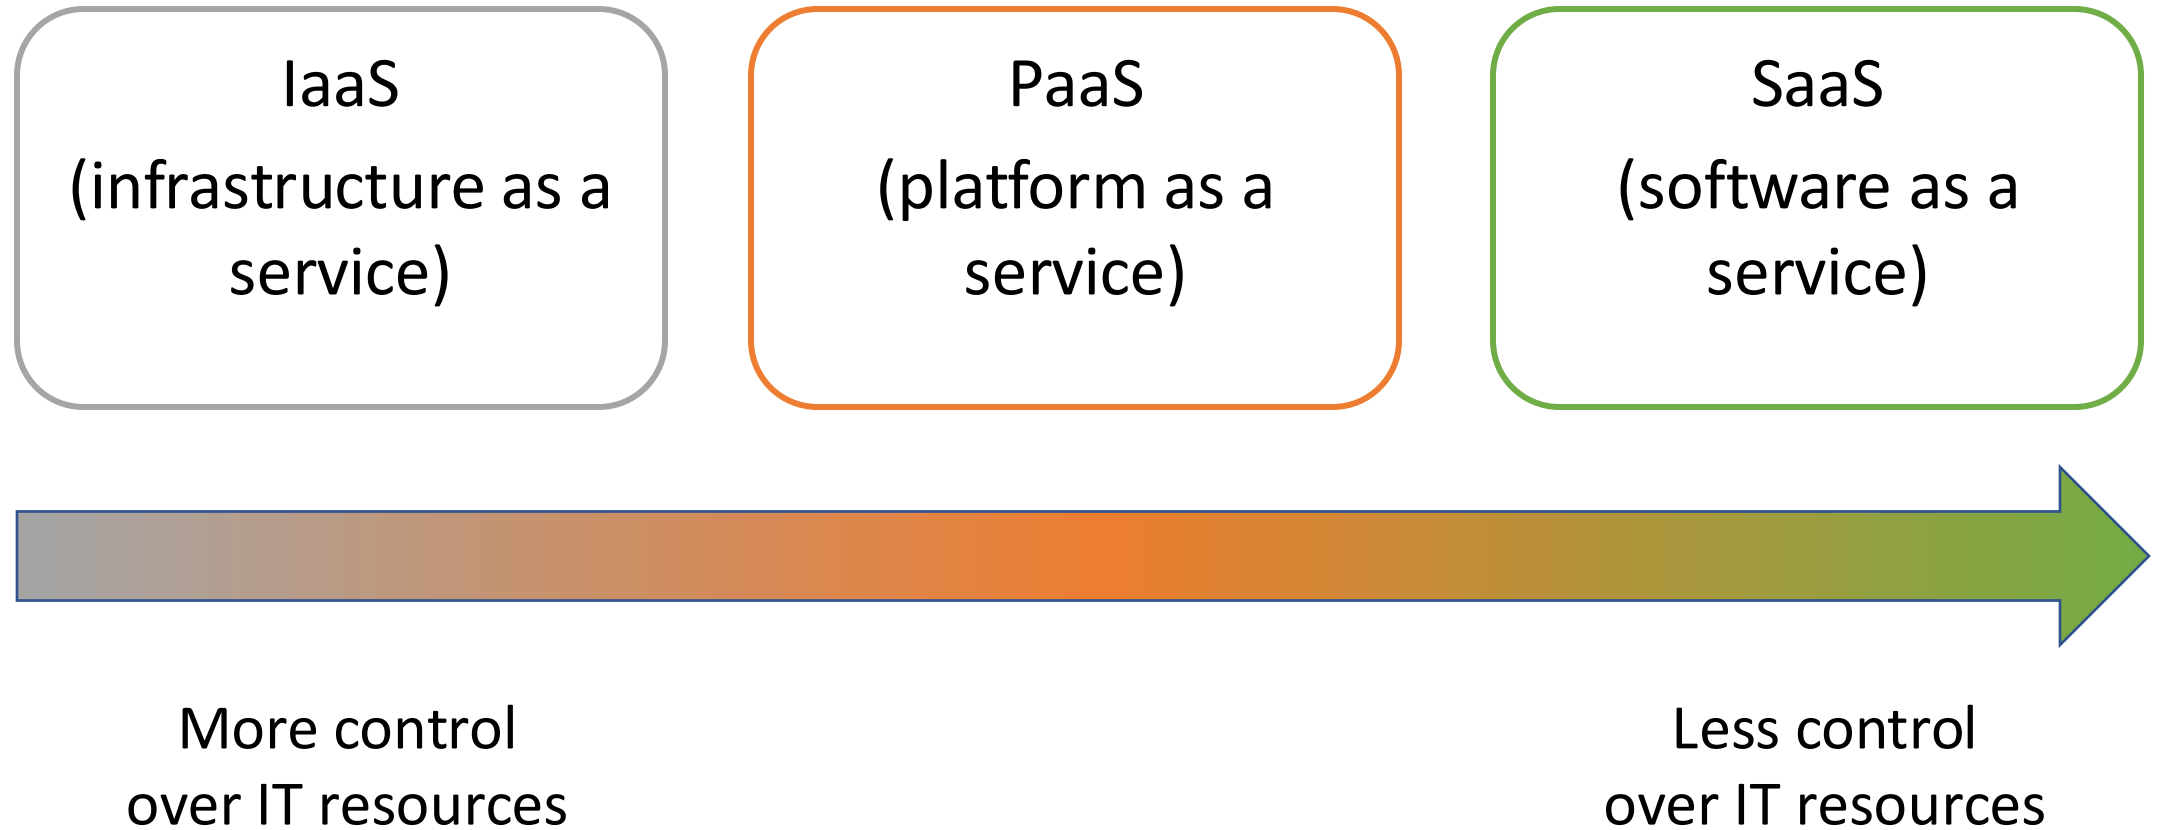 IaaS
(infrastructure as a
service)
PaaS
(platform as a
service)
SaaS
(software as a
service)
More control
over IT resources
Less control
over IT resources